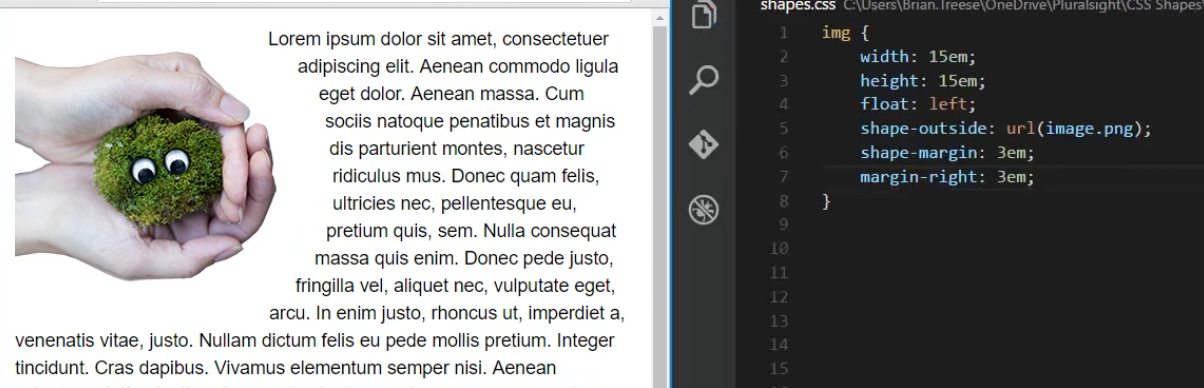 Lorem ipsum dolor sit amet, consectetuer
adipiscing elit. Aenean commodo ligula
eget dolor. Aenean massa. Cum
sociis natoque penatibus et magnis
dis parturient montes, nascetur
ridiculus mus. Donec quam felis,
ultricies nec, pellentesque eu,
pretium quis, sem. Nulla consequat
massa quis enim. Donec pede justo,
fringilla vel, aliquet nec, vulputate eget,
arcu. In enim justo, rhoncus ut, imperdiet a,
venenatis vitae, justo. Nullam dictum felis eu pede mollis pretium. Integer
tincidunt. Cras dapibus. Vivamus elementum semper nisi. Aenean
shapes.css C:\Users\Brian.Treese\OneDrive\Pluralsight\CSS Shapes\
1 img {
2 width: 15em;
3 height: 15em;
4 float: left;
5 shape-outside: url(image.png);
6 shape-margin: 3em;
7 margin-right: 3em;
8 }
9
10
11
12
13
14
15